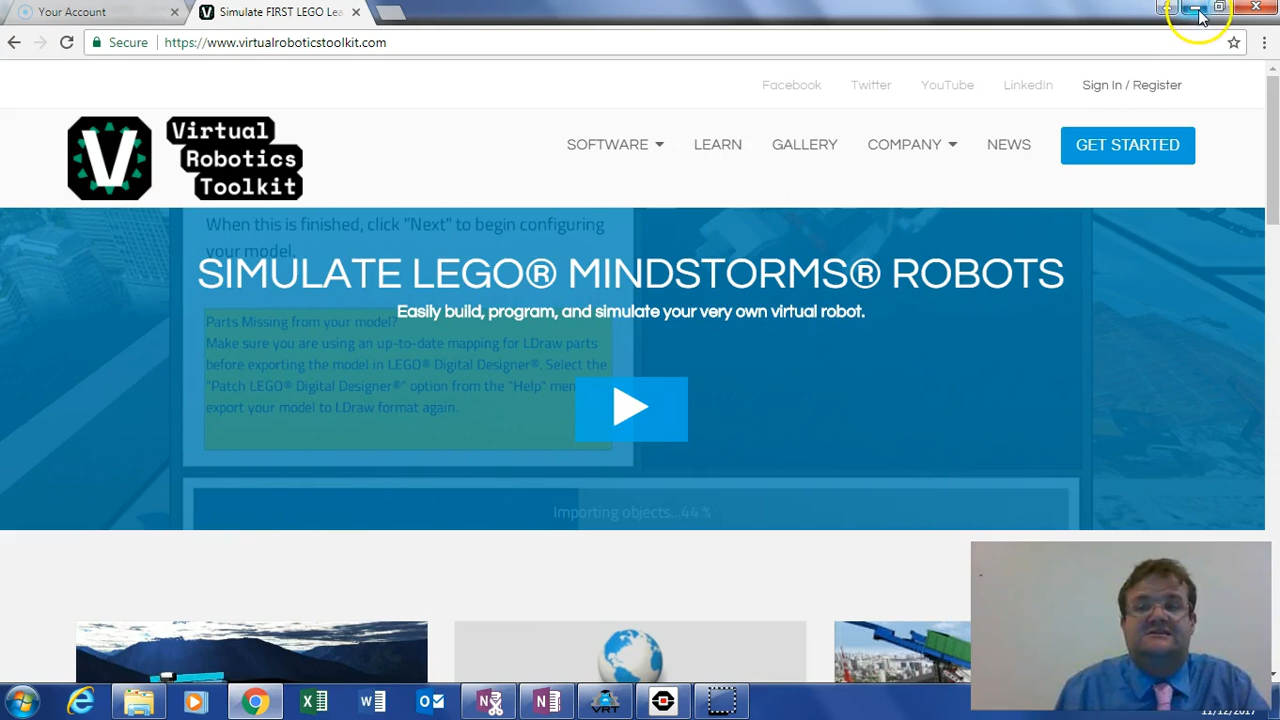 Your Account
Simulate FIRST LEGO Lea
Secure
https://www.virtualroboticstoolkit.com
Facebook
Twitter
YouTube
LinkedIn
Sign In / Register
Virtual
Robotics
Toolkit
V
SOFTWARE
LEARN
GALLERY
COMPANY
NEWS
GET STARTED
When this is finished, click "Next" to begin configuring
your model.
SIMULATE LEGO® MINDSTORMS® ROBOTS
Easily build, program, and simulate your very own virtual robot.
Parts Missing from your model?
Make sure you are using an up-to-date mapping for LDraw parts
before exporting the model in LEGO® Digital Designer®. Select the
"Patch LEGO® Digital Designer®" option from the "Help" men
export your model to LDraw format again.
Importing objects...44 %
VRT
11/12/2017